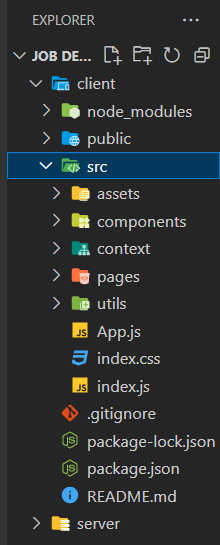 EXPLORER
JOB DE...
client
node_modules
public
src
assets
components
context
pages
utils
JS App.js
index.css
JS index.js
.gitignore
package-lock.json
package.json
README.md
server